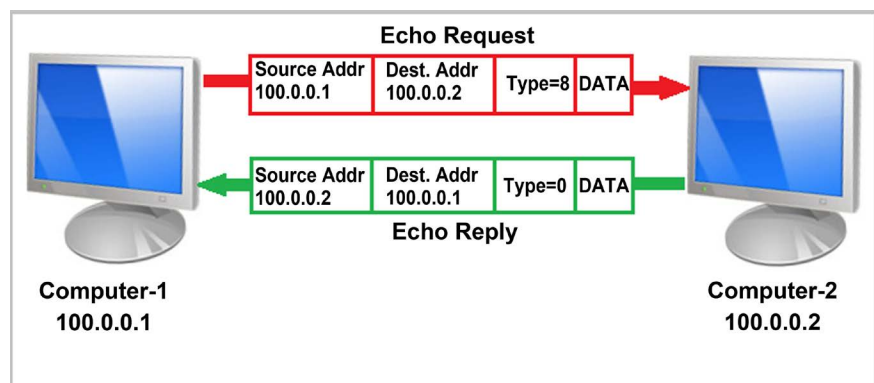 Echo Request
Source Addr Dest. Addr Type=8 DATA
100.0.0.1 100.0.0.2
Source Addr Dest. Addr Type=0 DATA
100.0.0.2 100.0.0.1
Echo Reply
Computer-1 Computer-2
100.0.0.1 100.0.0.2